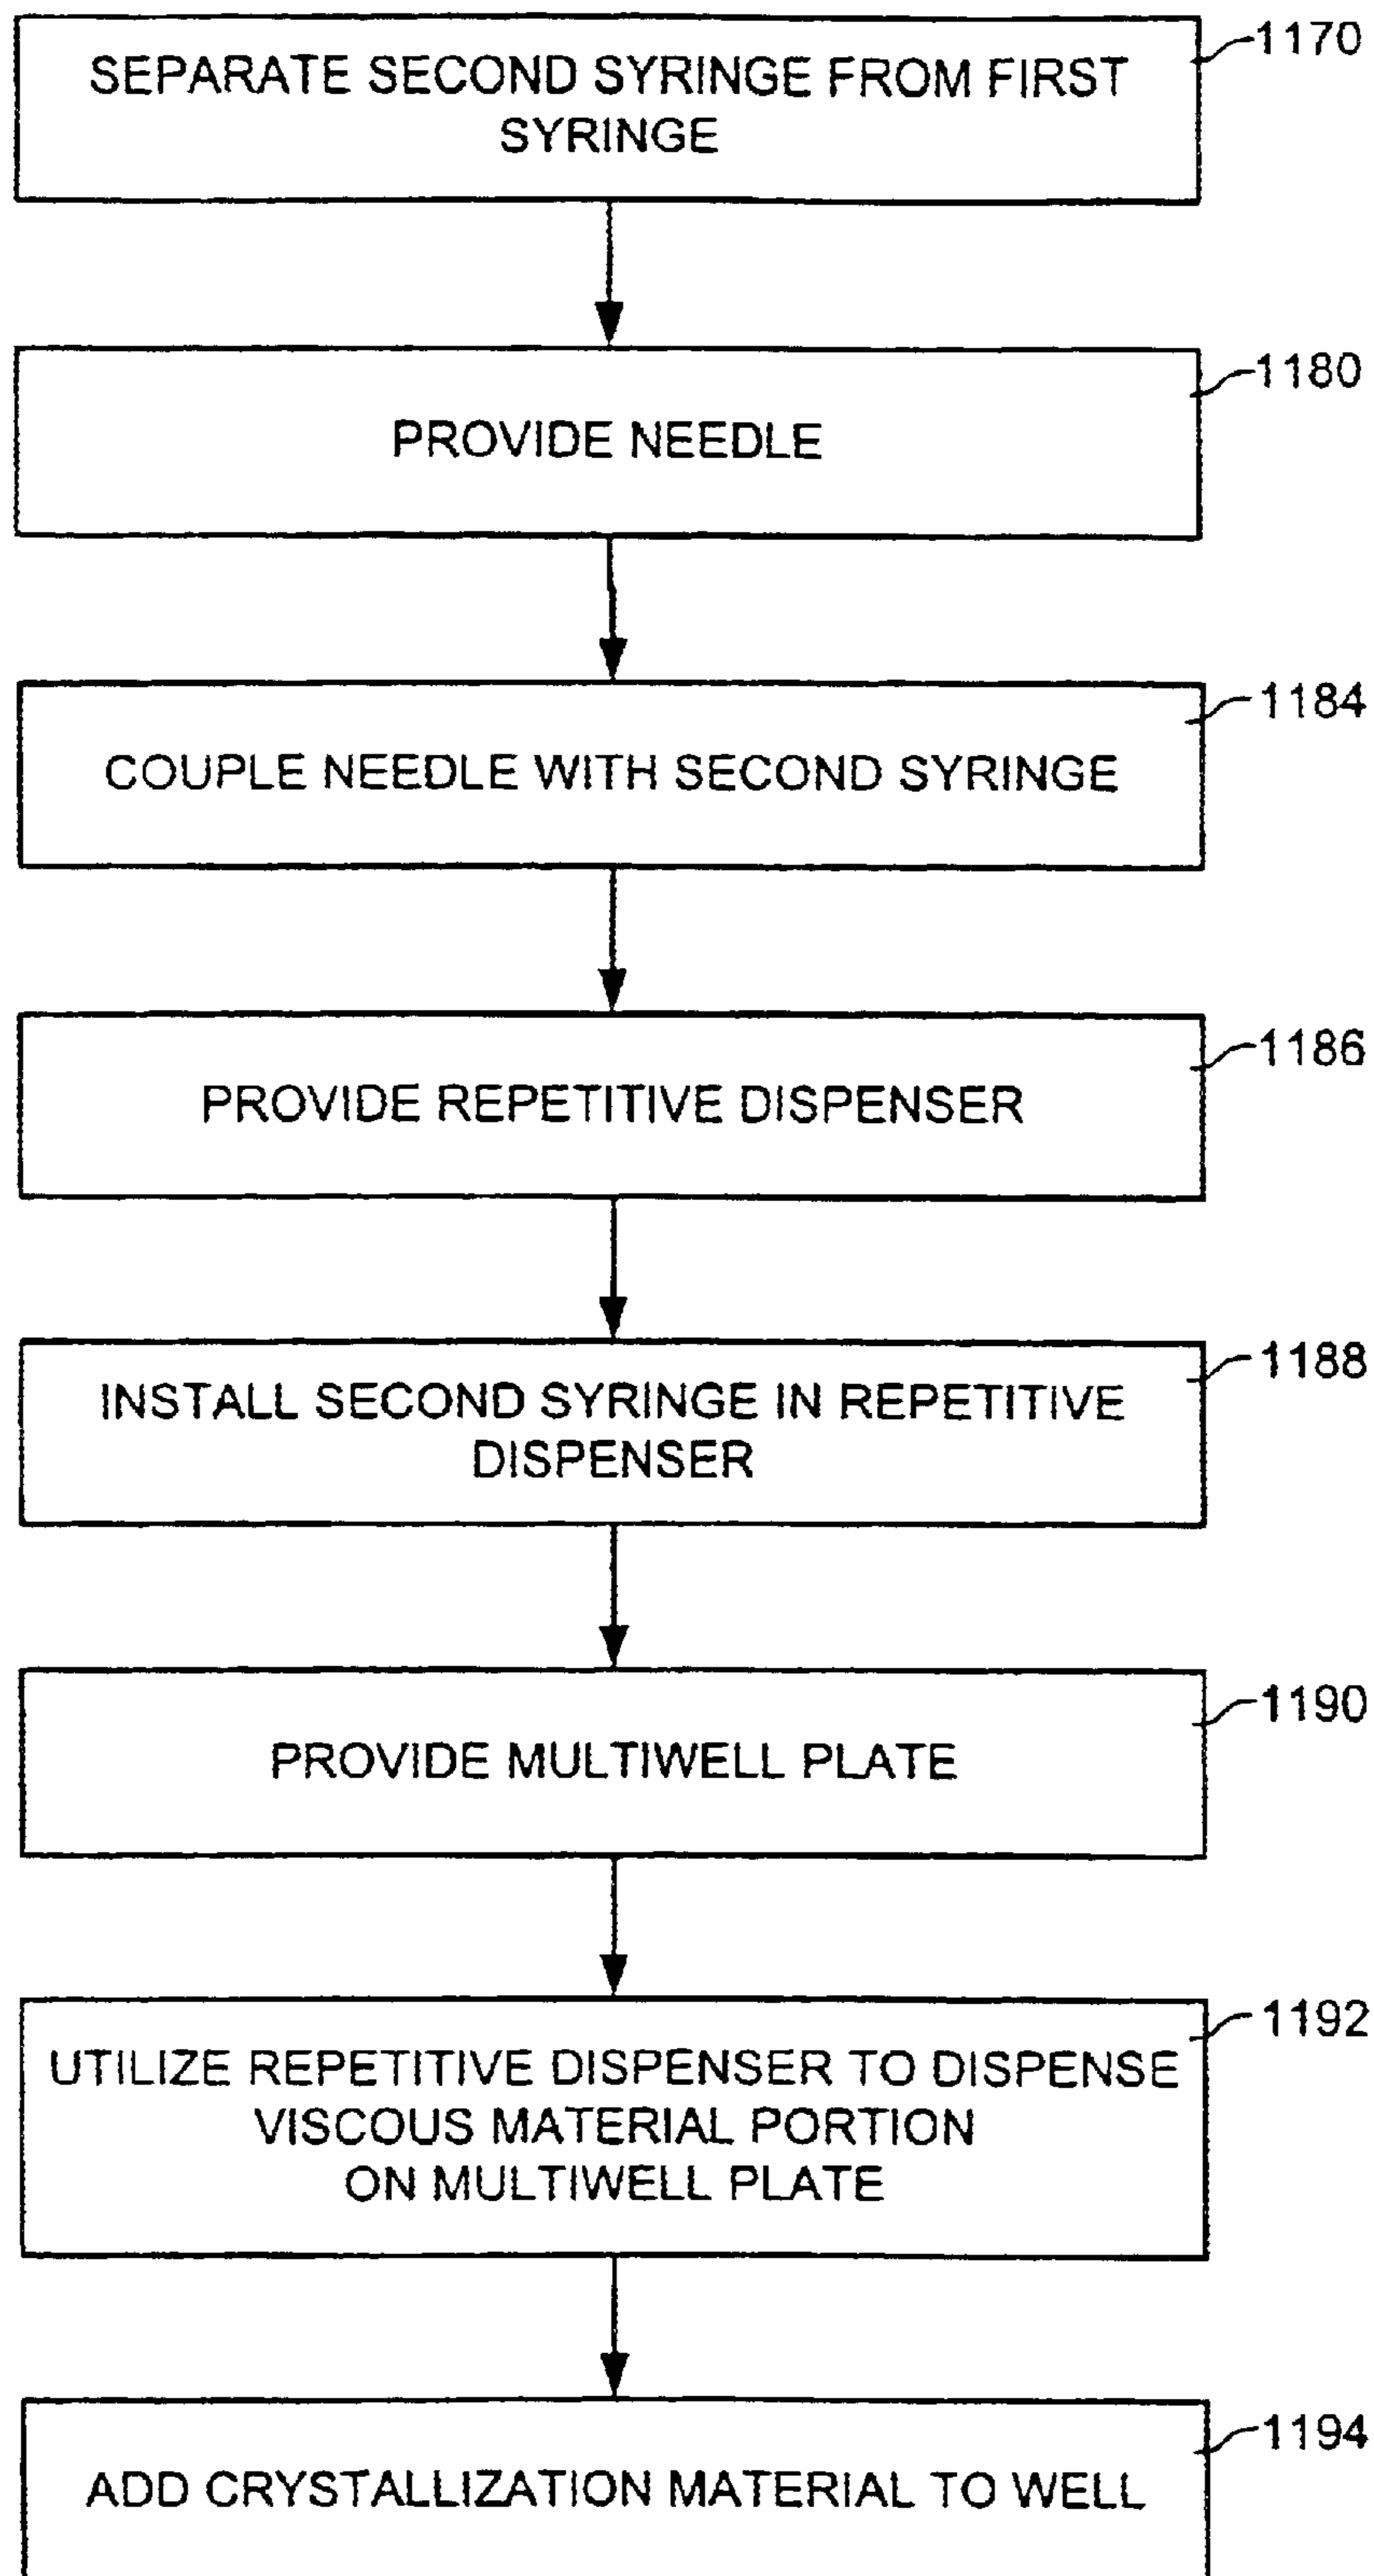 1170
SEPARATE SECOND SYRINGE FROM FIRST
SYRINGE
1180
PROVIDE NEEDLE
1184
COUPLE NEEDLE WITH SECOND SYRINGE
1186
PROVIDE REPETITIVE DISPENSER
1188
INSTALL SECOND SYRINGE IN REPETITIVE
DISPENSER
1190
PROVIDE MULTIWELL PLATE
1192
UTILIZE REPETITIVE DISPENSER TO DISPENSE
VISCOUS MATERIAL PORTION
ON MULTIWELL PLATE
1194
ADD CRYSTALLIZATION MATERIAL TO WELL